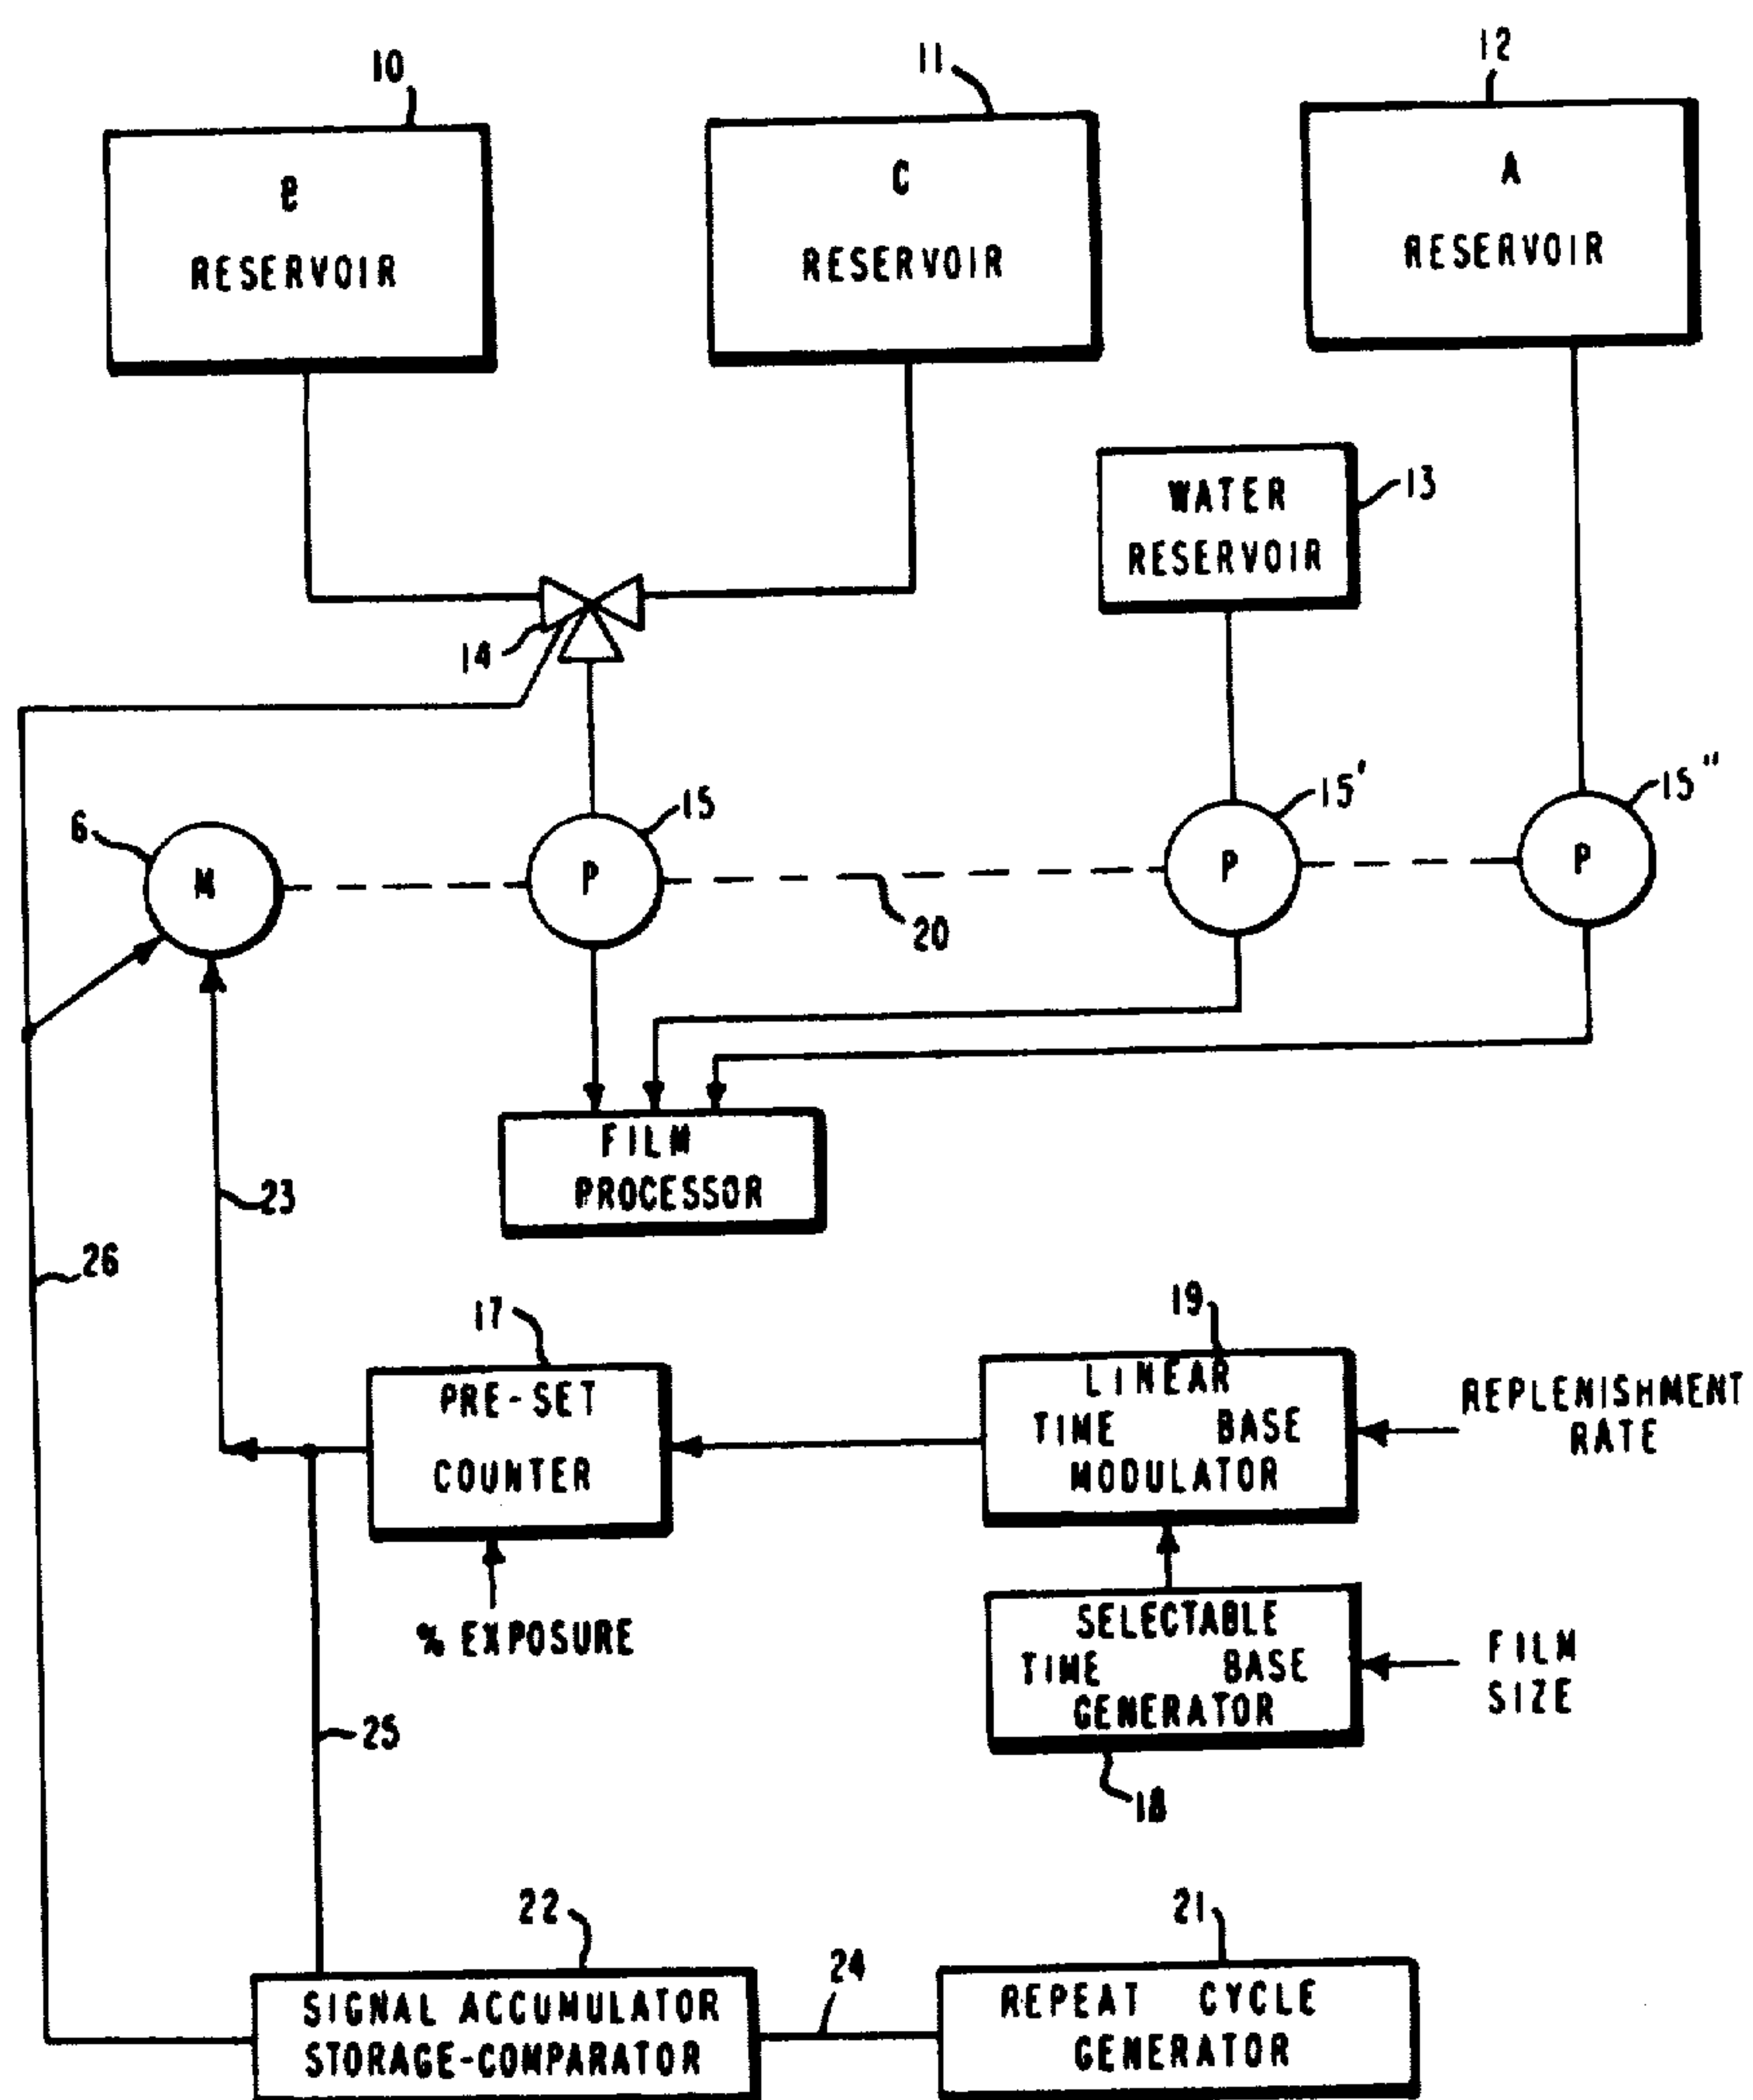 10
11
12
B
RESERVOIR
C
RESERVOIR
A
RESERVOIR
WATER
RESERVOIR
13
14
6
M
15
P
15'
P
15"
P
20
FILM
PROCESSOR
23
26
17
PRE-SET
COUNTER
% EXPOSURE
19
LINEAR
TIME BASE
MODULATOR
REPLENISHMENT
RATE
SELECTABLE
TIME BASE
GENERATOR
FILM
SIZE
18
25
22
SIGNAL ACCUMULATOR
STORAGE-COMPARATOR
24
21
REPEAT CYCLE
GENERATOR